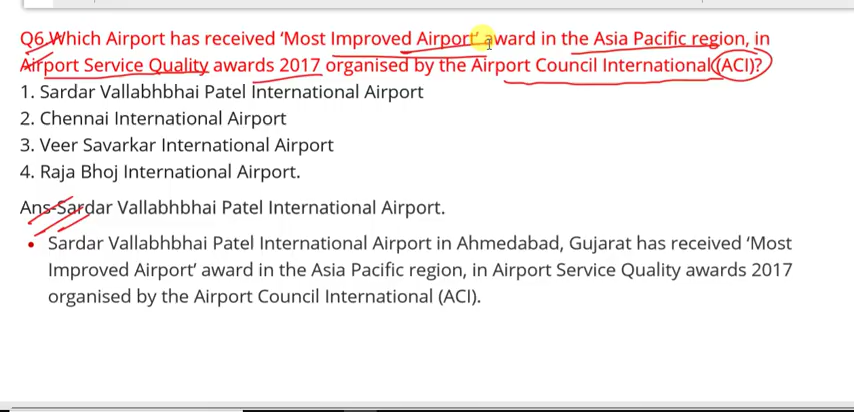 Q6.Which Airport has received ‘Most Improved Airport’ award in the Asia Pacific region, in
Airport Service Quality awards 2017 organised by the Airport Council International(ACI)?
1. Sardar Vallabhbhai Patel International Airport
2. Chennai International Airport
3. Veer Savarkar International Airport
4. Raja Bhoj International Airport.
Ans-Sardar Vallabhbhai Patel International Airport.
• Sardar Vallabhbhai Patel International Airport in Ahmedabad, Gujarat has received ‘Most
Improved Airport’ award in the Asia Pacific region, in Airport Service Quality awards 2017
organised by the Airport Council International (ACI).